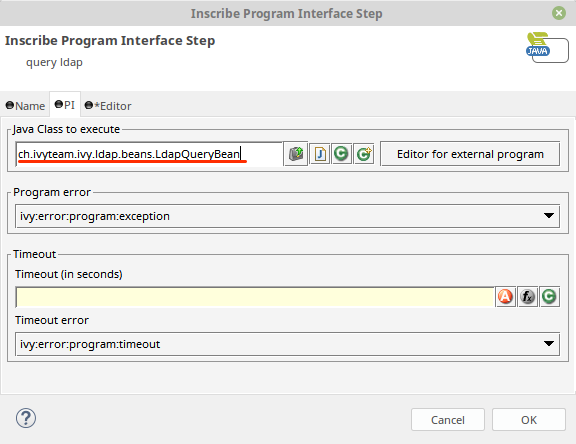 Inscribe Program Interface Step
Inscribe Program Interface Step
query ldap
JAVA
Name PI *Editor
Java Class to execute
ch.ivyteam.ivy.ldap.beans.LdapQueryBean J C C Editor for external program
Program error
ivy:error:program:exception
Timeout
Timeout (in seconds)
A fx C
Timeout error
ivy:error:program:timeout
? Cancel OK